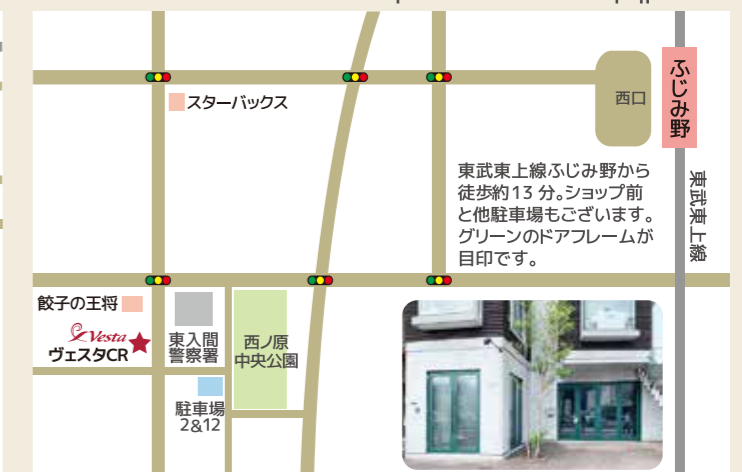 スターバックス
西口
ふじみ野
東武東上線
東武東上線ふじみ野から
徒歩約13 分。ショップ前
と他駐車場もございます。
グリーンのドアフレームが
目印です。
餃子の王将
Vesta
ヴェスタCR
東入間
警察署
西ノ原
中央公園
駐車場
2&12